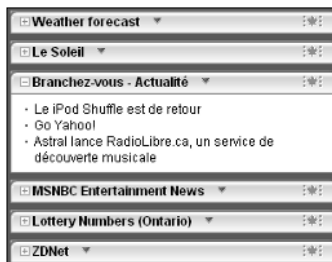 Weather forecast
Le Soleil
Branchez-vous - Actualité
· Le iPod Shuffle est de retour
· Go Yahoo!
· Astral lance RadioLibre.ca, un service de
découverte musicale
MSNBC Entertainment News
Lottery Numbers (Ontario)
ZDNet